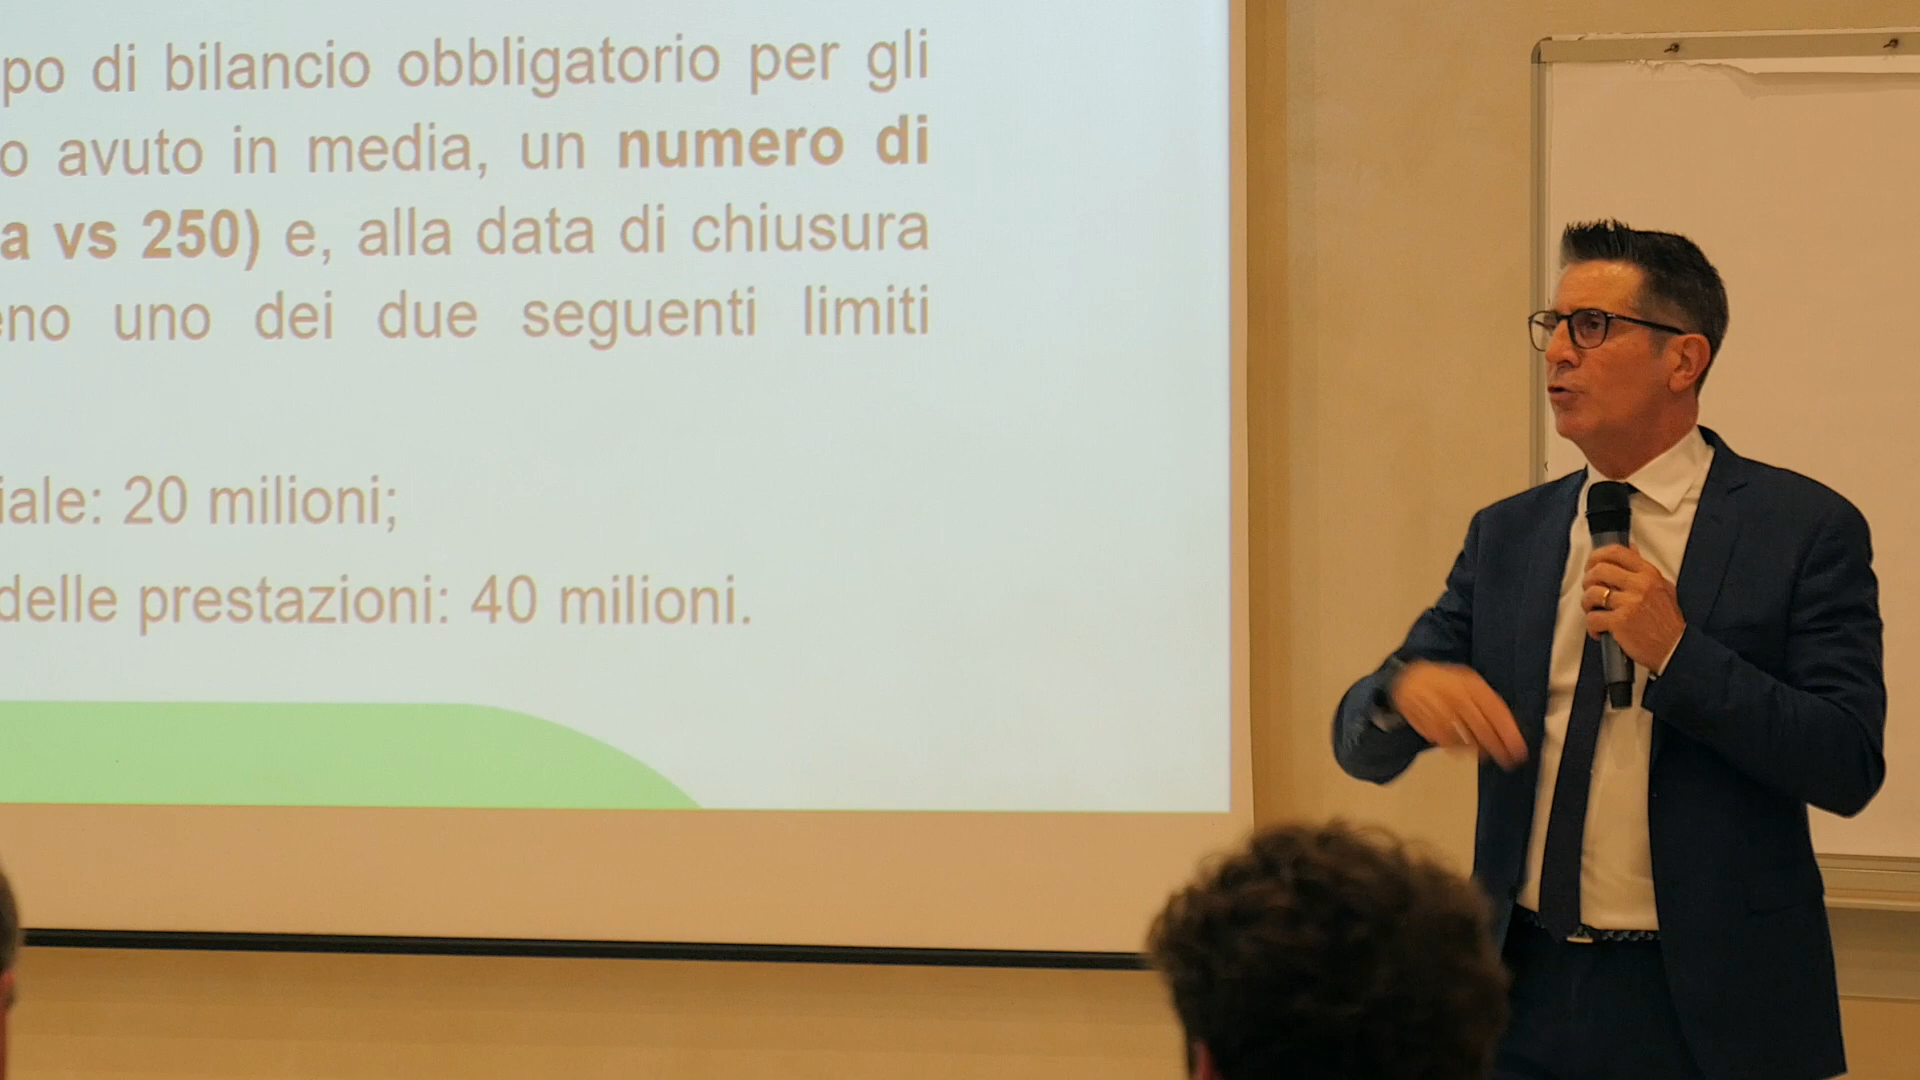 po di bilancio obbligatorio per gli
o avuto in media, un numero di
a vs 250) e, alla data di chiusura
eno uno dei due seguenti limiti
iale: 20 milioni;
delle prestazioni: 40 milioni.